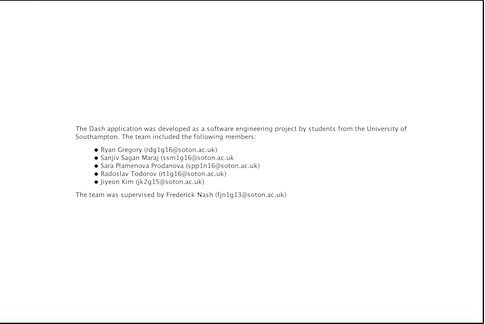 The Dash application was developed as a software engineering project by students from the University of
Southampton. The team included the following members:
● Ryan Gregory (rdg1g16@soton.ac.uk)
● Sanjiv Sagan Maraj (ssm1g16@soton.ac.uk
● Sara Plamenova Prodanova (spp1n16@soton.ac.uk)
● Radoslav Todorov (rt1g16@soton.ac.uk)
● Jiyeon Kim (jk2g15@soton.ac.uk)
The team was supervised by Frederick Nash (fjn1g13@soton.ac.uk)